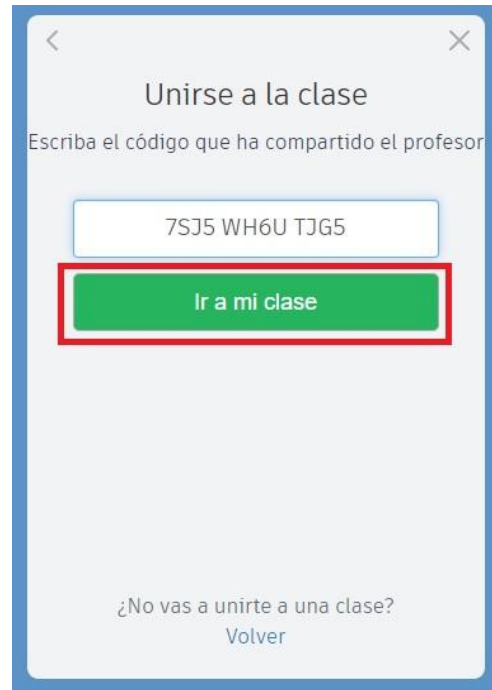 Unirse a la clase
Escriba el código que ha compartido el profesor
7SJ5 WH6U TJG5
Ir a mi clase
¿No vas a unirte a una clase?
Volver